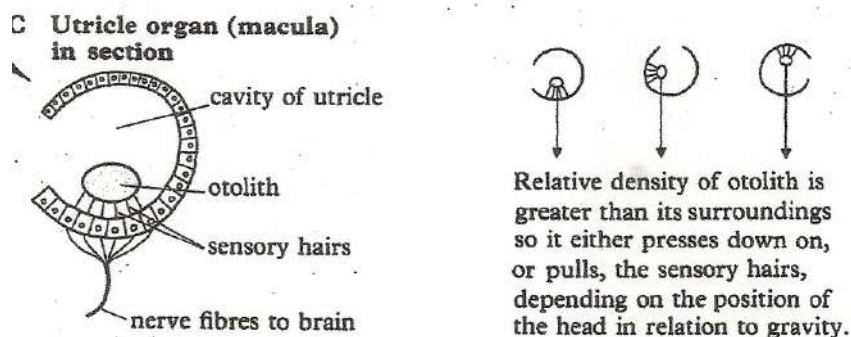 C Utricle organ (macula)
in section
cavity of utricle
otolith
sensory hairs
nerve fibres to brain
Relative density of otolith is
greater than its surroundings
so it either presses down on,
or pulls, the sensory hairs,
depending on the position of
the head in relation to gravity.